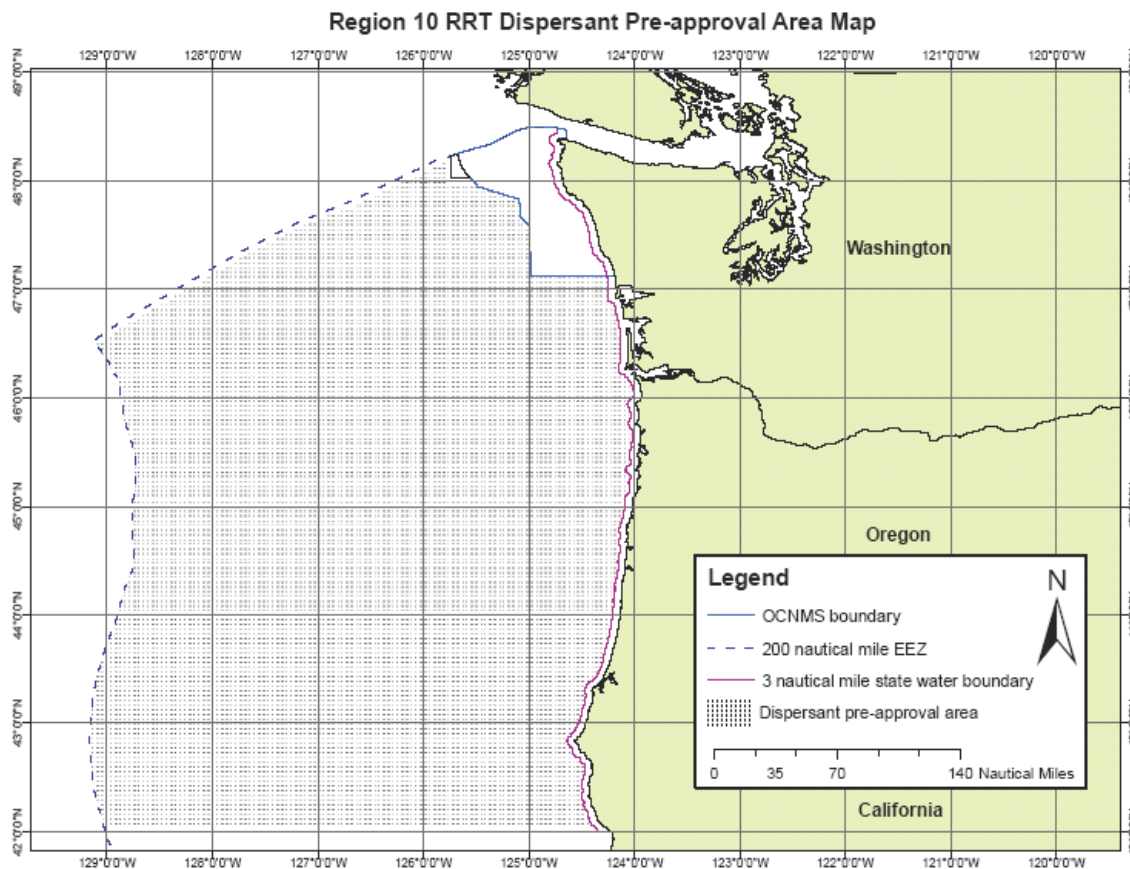 Region 10 RRT Dispersant Pre-approval Area Map
129°0'0"W 128°0'0"W 127°0'0"W 126°0'0"W 125°0'0"W 124°0'0"W 123°0'0"W 122°0'0"W 121°0'0"W 120°0'0"W
49°0'0"N
48°0'0"N
Washington
47°0'0"N
46°0'0"N
45°0'0"N
Oregon
Legend
N
OCNMS boundary
44°0'0"N
200 nautical mile EEZ
3 nautical mile state water boundary
Dispersant pre-approval area
43°0'0"N
0 35 70 140 Nautical Miles
California
42°0'0"N
129°0'0"W 128°0'0"W 127°0'0"W 126°0'0"W 125°0'0"W 124°0'0"W 123°0'0"W 122°0'0"W 121°0'0"W 120°0'0"W